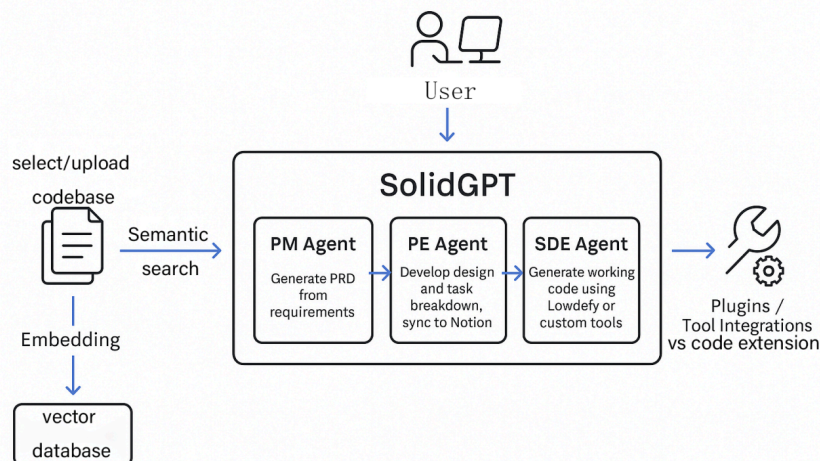 User
select/upload
codebase
Semantic
search
Embedding
vector
database
SolidGPT
PM Agent
Generate PRD
from
requirements
PE Agent
Develop design
and task
breakdown,
sync to Notion
SDE Agent
Generate working
code using
Lowdefy or
custom tools
Plugins /
Tool Integrations
vs code extension